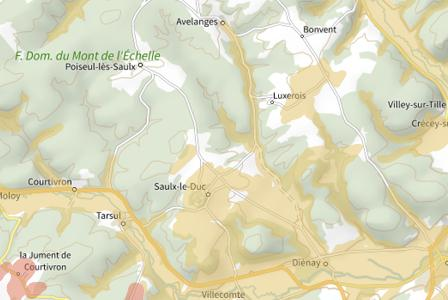 Avelanges
Bonvent
F. Dom. du Mont de l'Échelle
Poiseul-lès-Saulx
Luxerois
Villey-sur-Tille
Crécey-s
Courtivron
Moloy
Saulx-le-Duc
Tarsul
la Jument de
Courtivron
Diénay
Villecomte